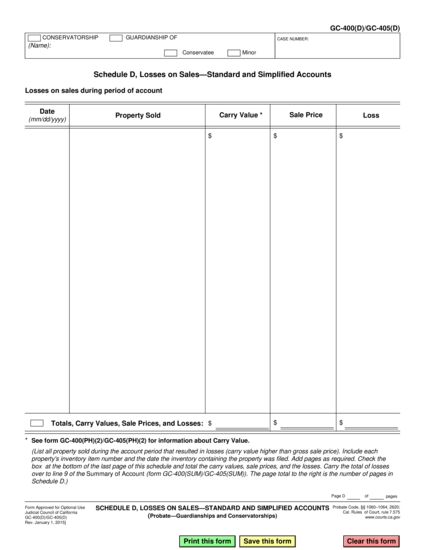 GC-400(D)/GC-405(D)
CONSERVATORSHIP GUARDIANSHIP OF
(Name):
Conservatee Minor
CASE NUMBER:
Schedule D, Losses on Sales—Standard and Simplified Accounts
Losses on sales during period of account
Date
(mm/dd/yyyy)
Property Sold
Carry Value *
Sale Price
Loss
$ $ $
Totals, Carry Values, Sale Prices, and Losses: $ $ $
* See form GC-400(PH)(2)/GC-405(PH)(2) for information about Carry Value.
(List all property sold during the account period that resulted in losses (carry value higher than gross sale price). Include each
property's inventory item number and the date the inventory containing the property was filed. Add pages as required. Check the
box at the bottom of the last page of this schedule and total the carry values, sale prices, and the losses. Carry the total of losses
over to line 9 of the Summary of Account (form GC-400(SUM)/GC-405(SUM)). The page total to the right is the number of pages in
Schedule D.)
Page D of pages
Form Approved for Optional Use
Judicial Council of California
GC-400(D)/GC-405(D)
Rev. January 1, 2015]
SCHEDULE D, LOSSES ON SALES—STANDARD AND SIMPLIFIED ACCOUNTS
(Probate—Guardianships and Conservatorships)
Probate Code, §§ 1060–1064, 2620;
Cal. Rules of Court, rule 7.575
www.courts.ca.gov
Print this form
Save this form
Clear this form